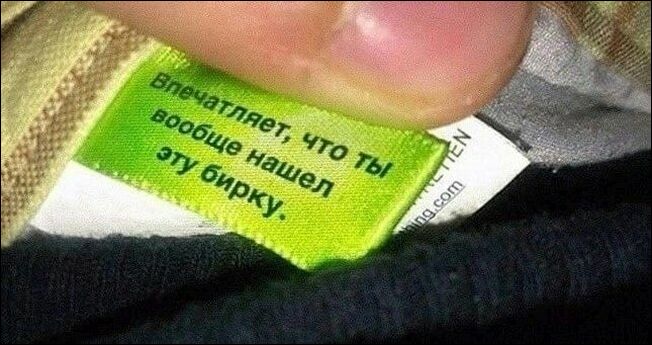 Впечатляет, что ты
вообще нашел
эту бирку.